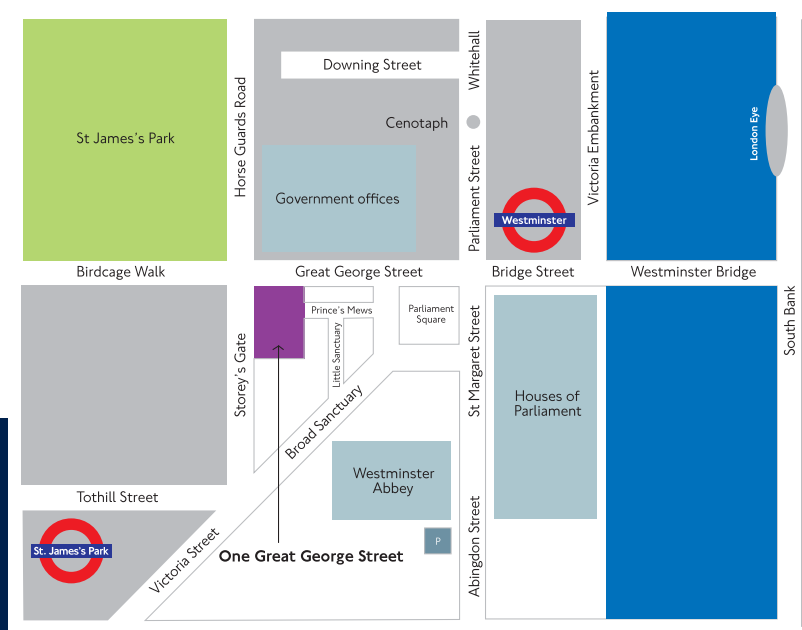 Downing Street
Whitehall
Horse Guards Road
Victoria Embankment
London Eye
Cenotaph
St James’s Park
Government offices
Parliament Street
Westminster
Birdcage Walk
Great George Street
Bridge Street
Westminster Bridge
South Bank
Prince’s Mews
Parliament
Square
Little Sanctuary
Storey’s Gate
St Margaret Street
Houses of
Parliament
Broad Sanctuary
Westminster
Abbey
Tothill Street
P
Abingdon Street
St. James's Park
Victoria Street
One Great George Street